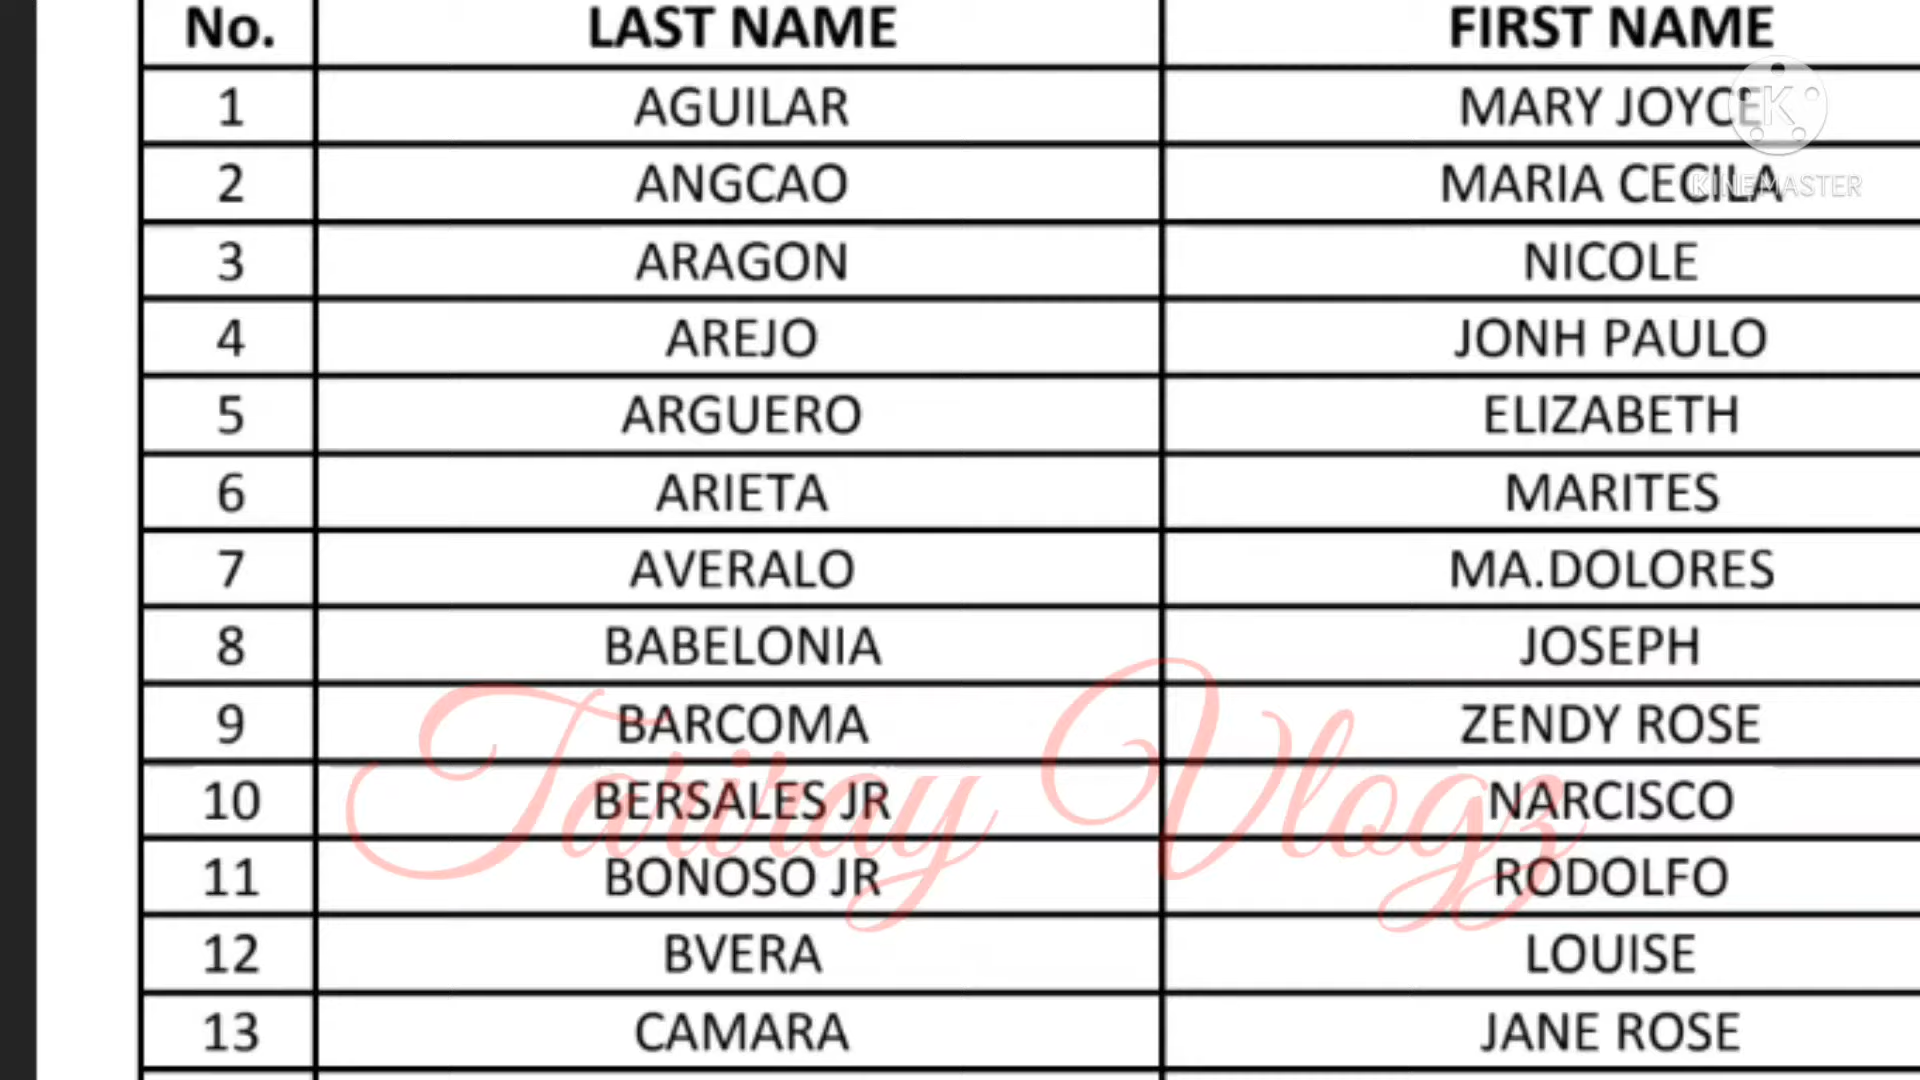 No. LAST NAME FIRST NAME
1 AGUILAR MARY JOYCE
2 ANGCAO MARIA CECILA
KINEMASTER
3 ARAGON NICOLE
4 AREJO JONH PAULO
5 ARGUERO ELIZABETH
6 ARIETA MARITES
7 AVERALO MA.DOLORES
8 BABELONIA JOSEPH
9 BARCOMA ZENDY ROSE
10 BERSALES JR NARCISCO
Tariray Vlogz
11 BONOSO JR RODOLFO
12 BVERA LOUISE
13 CAMARA JANE ROSE